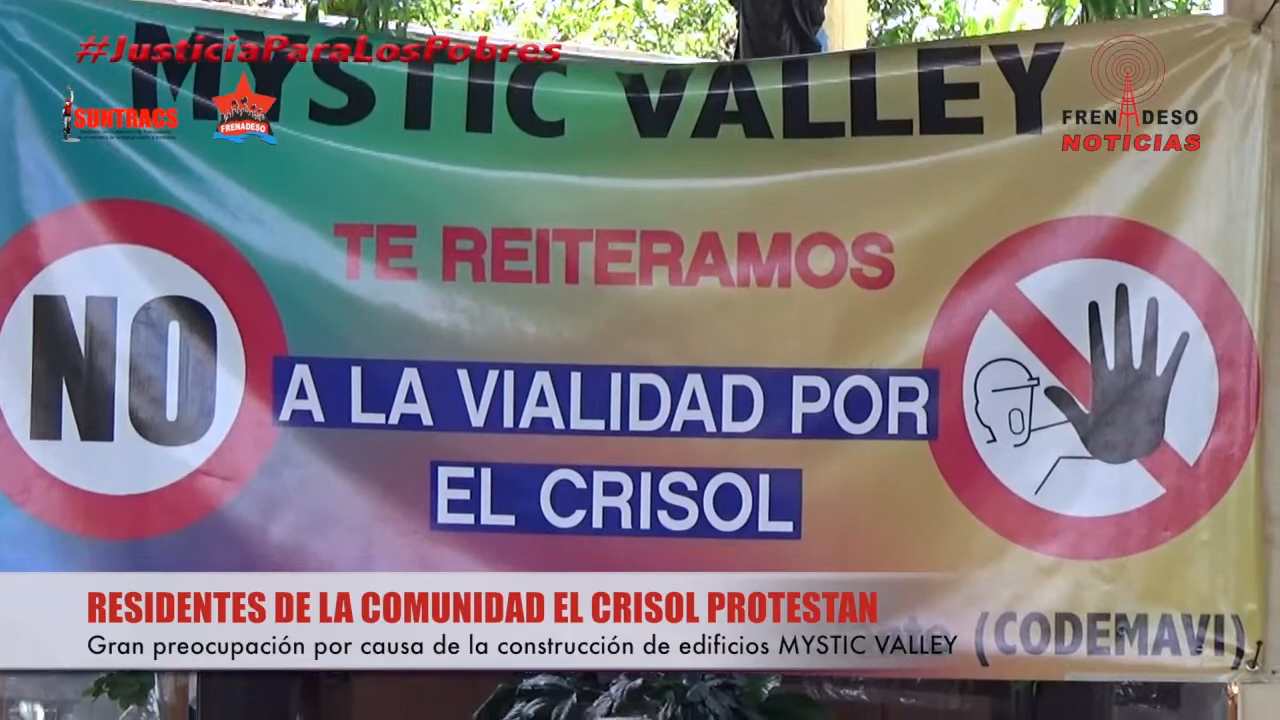 #JusticiaParaLosPobres
MYSTIC VALLEY
SUNTRACS
FRENADESO
FRENADESO
NOTICIAS
TE REITERAMOS
NO
A LA VIALIDAD POR
EL CRISOL
RESIDENTES DE LA COMUNIDAD EL CRISOL PROTESTAN
Gran preocupación por causa de la construcción de edificios MYSTIC VALLEY
(CODEMAVI)